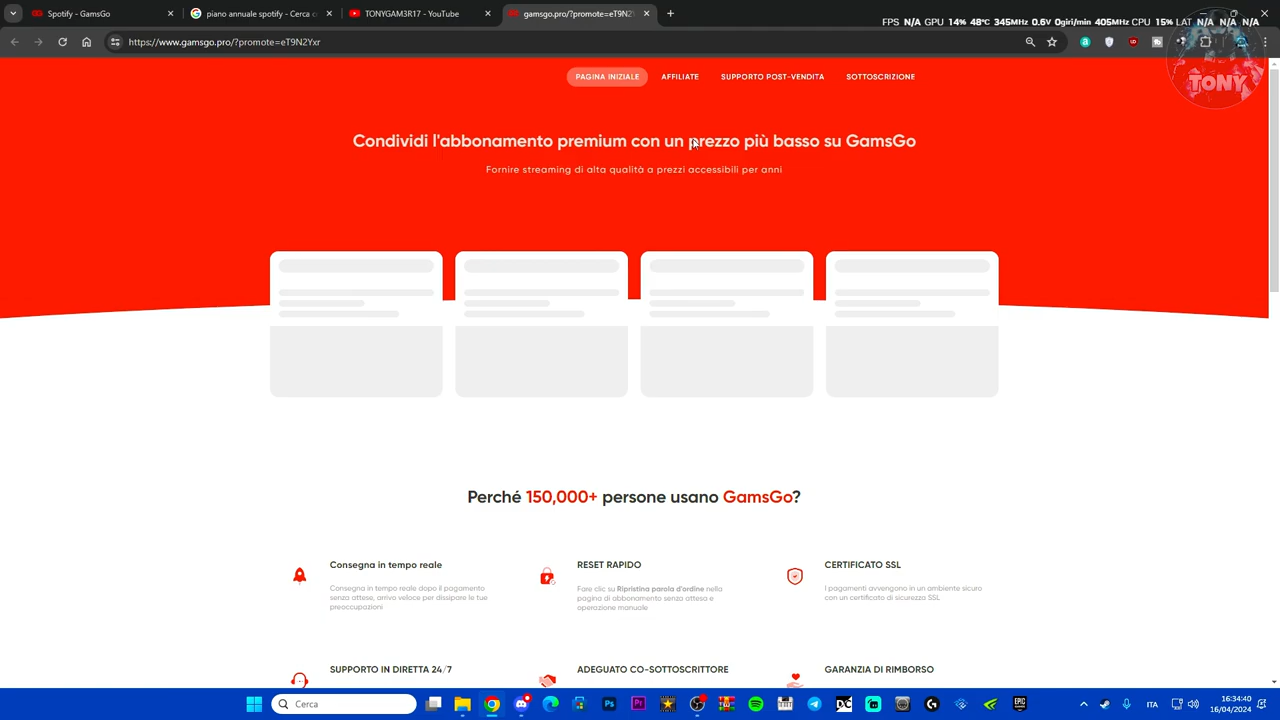 Spotify - GamsGo
piano annuale spotify - Cerca c
TONYGAM3R17 - YouTube
gamsgo.pro/?promote=eT9N2Y
FPS N/A GPU 14% 48°C 345MHz 0.6V 0giri/min 405MHz CPU 15% LAT N/A N/A N/A
https://www.gamsgo.pro/?promote=eT9N2Yxr
TONY
PAGINA INIZIALE
AFFILIATE
SUPPORTO POST-VENDITA
SOTTOSCRIZIONE
Condividi l'abbonamento premium con un prezzo più basso su GamsGo
Fornire streaming di alta qualità a prezzi accessibili per anni
Perché 150,000+ persone usano GamsGo?
Consegna in tempo reale
Consegna in tempo reale dopo il pagamento
senza attese, arrivo veloce per dissipare le tue
preoccupazioni
RESET RAPIDO
Fare clic su Ripristina parola d'ordine nella
pagina di abbonamento senza attesa e
operazione manuale
CERTIFICATO SSL
I pagamenti avvengono in un ambiente sicuro
con un certificato di sicurezza SSL
SUPPORTO IN DIRETTA 24/7
ADEGUATO CO-SOTTOSCRITTORE
GARANZIA DI RIMBORSO
Cerca
ITA
16:34:40
16/04/2024